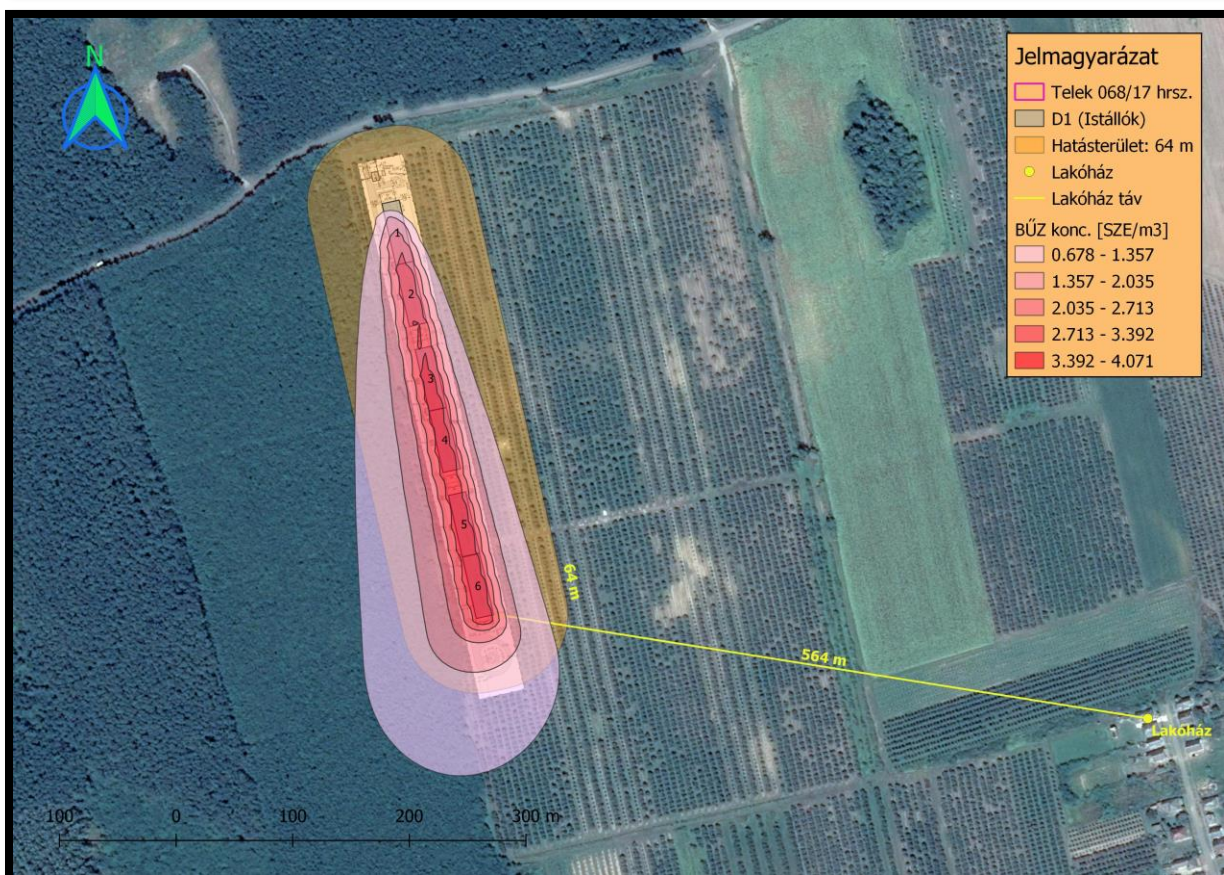 N
Jelmagyarázat
Telek 068/17 hrsz.
D1 (Istállók)
Hatásterület: 64 m
Lakóház
Lakóház táv
BŰZ konc. [SZE/m3]
0.678 - 1.357
1.357 - 2.035
2.035 - 2.713
2.713 - 3.392
3.392 - 4.071
1
2
3
4
5
6
64 m
564 m
Lakóház
100 0 100 200 300 m